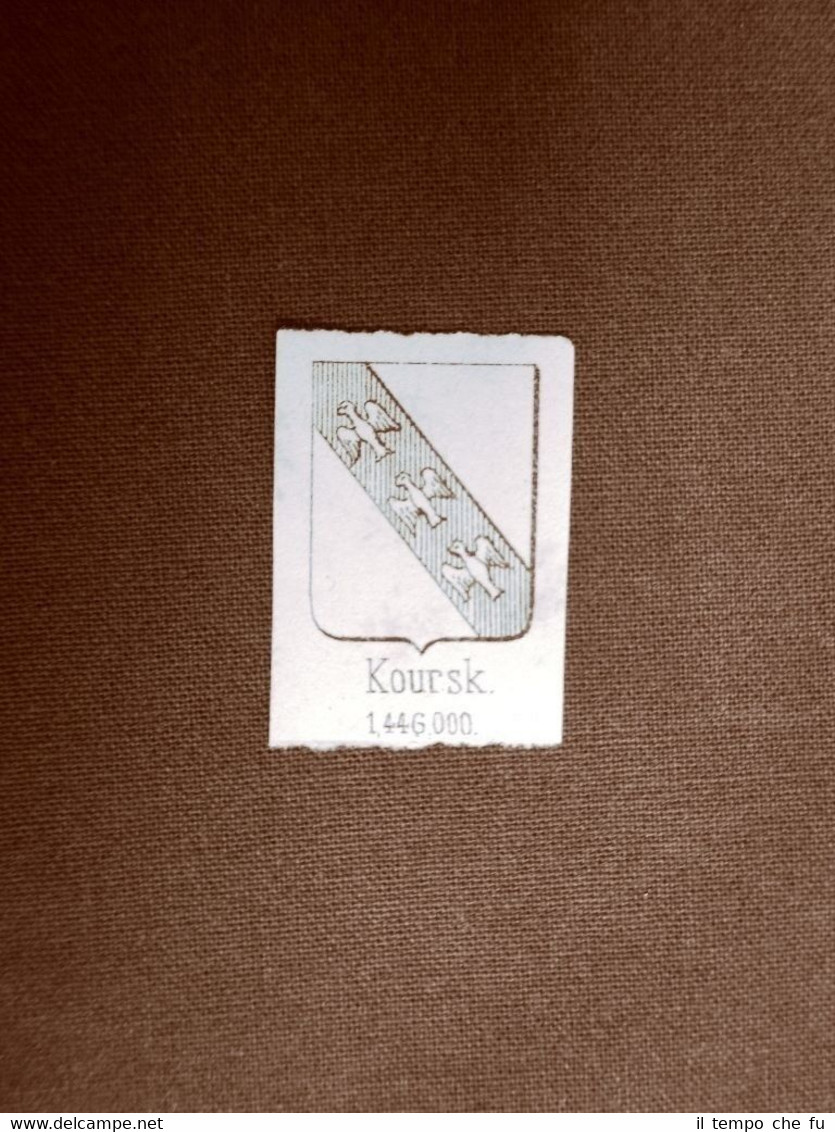 Koursk.
1,446,000.
www.delcampe.net
il tempo che fu